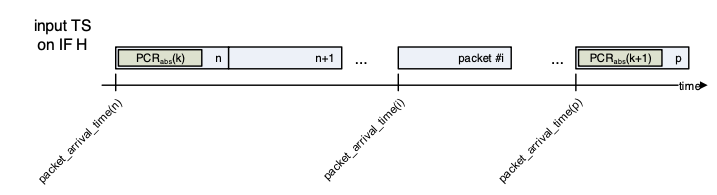 input TS
on IF H
PCRabs(k) n n+1 ... packet #i ... PCRabs(k+1) p
time
packet_arrival_time(n)
packet_arrival_time(i)
packet_arrival_time(p)